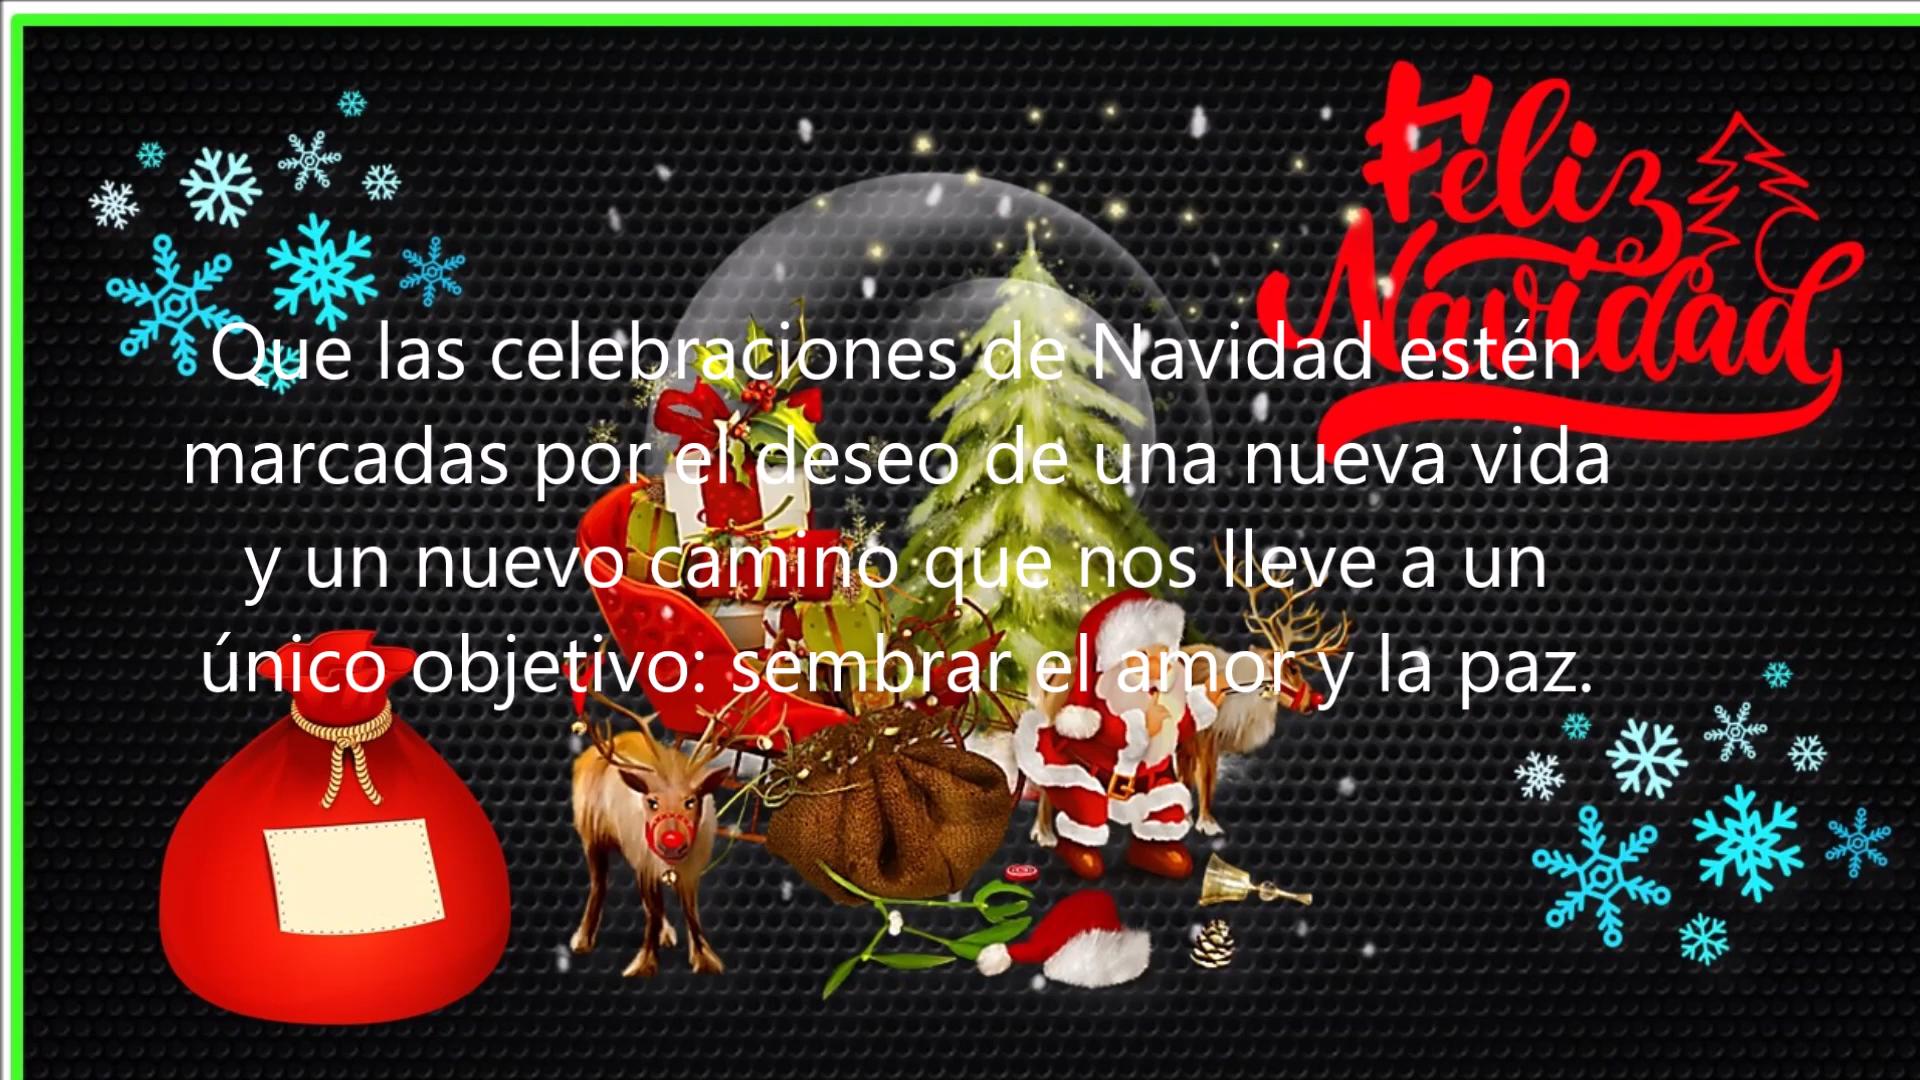 Feliz
Navidad
Que las celebraciones de Navidad estén
marcadas por el deseo de una nueva vida
y un nuevo camino que nos lleve a un
único objetivo: sembrar el amor y la paz.